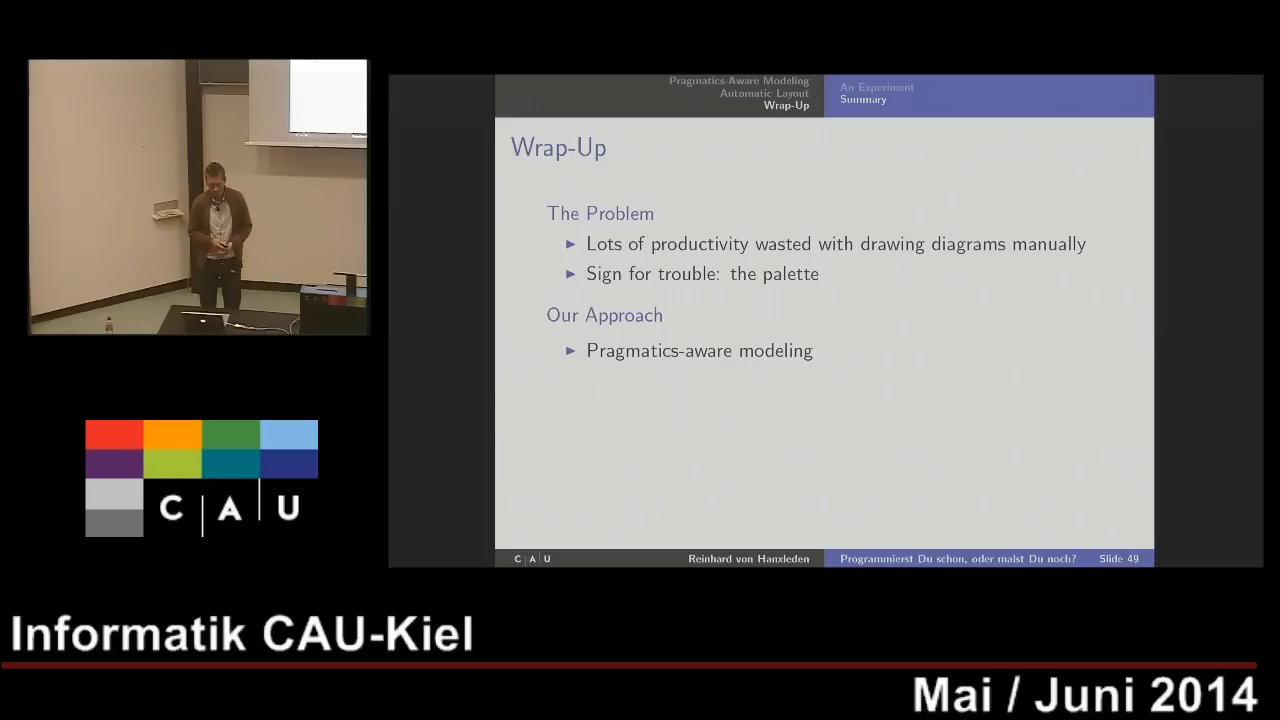 Pragmatics-Aware Modeling
Automatic Layout
Wrap-Up
An Experiment
Summary
Wrap-Up
The Problem
Lots of productivity wasted with drawing diagrams manually
Sign for trouble: the palette
Our Approach
Pragmatics-aware modeling
C A U
Reinhard von Hanxleden
Programmierst Du schon, oder malst Du noch?
Slide 49
C A U
Informatik CAU-Kiel
Mai / Juni 2014